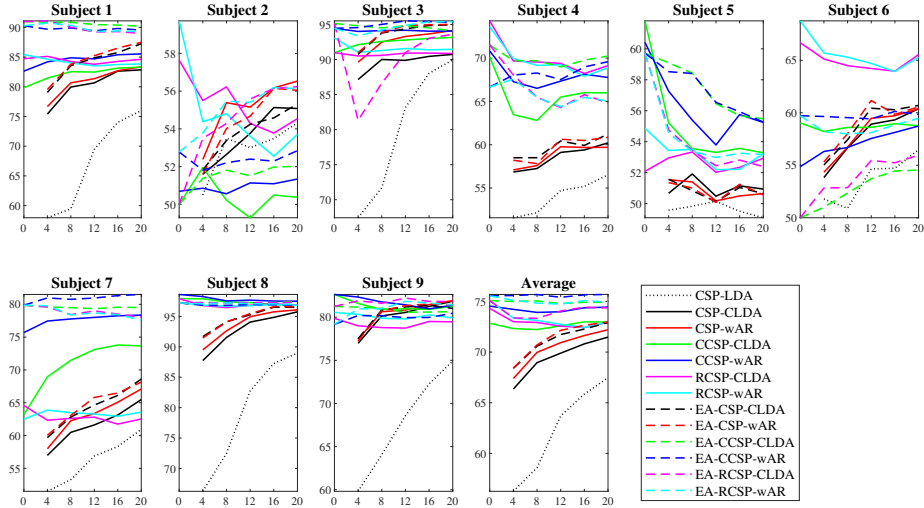 Subject 1
90
85
80
75
70
65
60
0 4 8 12 16 20
Subject 2
58
56
54
52
50
0 4 8 12 16 20
Subject 3
95
90
85
80
75
70
0 4 8 12 16 20
Subject 4
70
65
60
55
0 4 8 12 16 20
Subject 5
60
58
56
54
52
50
0 4 8 12 16 20
Subject 6
65
60
55
50
0 4 8 12 16 20
Subject 7
80
75
70
65
60
55
0 4 8 12 16 20
Subject 8
95
90
85
80
75
70
0 4 8 12 16 20
Subject 9
80
75
70
65
60
0 4 8 12 16 20
Average
75
70
65
60
0 4 8 12 16 20
CSP-LDA
CSP-CLDA
CSP-wAR
CCSP-CLDA
CCSP-wAR
RCSP-CLDA
RCSP-wAR
EA-CSP-CLDA
EA-CSP-wAR
EA-CCSP-CLDA
EA-CCSP-wAR
EA-RCSP-CLDA
EA-RCSP-wAR